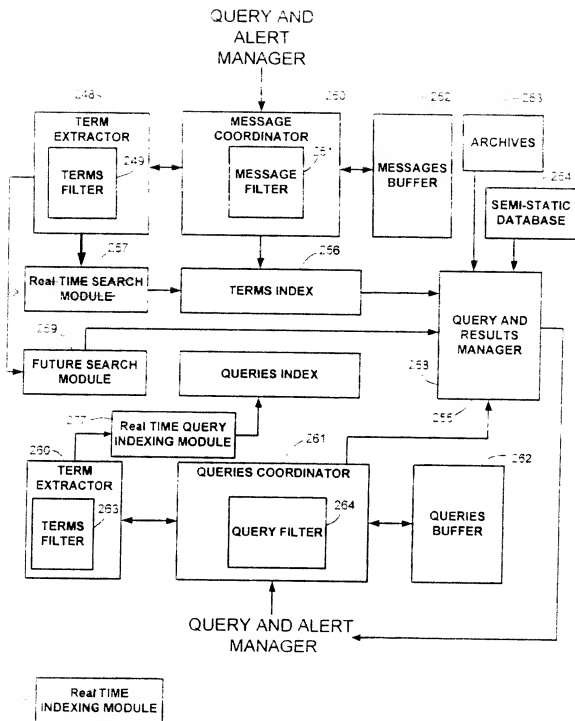 QUERY AND
ALERT
MANAGER
248
250
252
253
TERM
EXTRACTOR
MESSAGE
COORDINATOR
ARCHIVES
254
TERMS
FILTER
249
MESSAGE
FILTER
251
MESSAGES
BUFFER
SEMI-STATIC
DATABASE
257
256
Real TIME SEARCH
MODULE
TERMS INDEX
QUERY AND
RESULTS
MANAGER
259
FUTURE SEARCH
MODULE
QUERIES INDEX
Real TIME QUERY
INDEXING MODULE
261
260
262
TERM
EXTRACTOR
QUERIES COORDINATOR
TERMS
FILTER
263
QUERY FILTER
264
QUERIES
BUFFER
QUERY AND ALERT
MANAGER
Real TIME
INDEXING MODULE